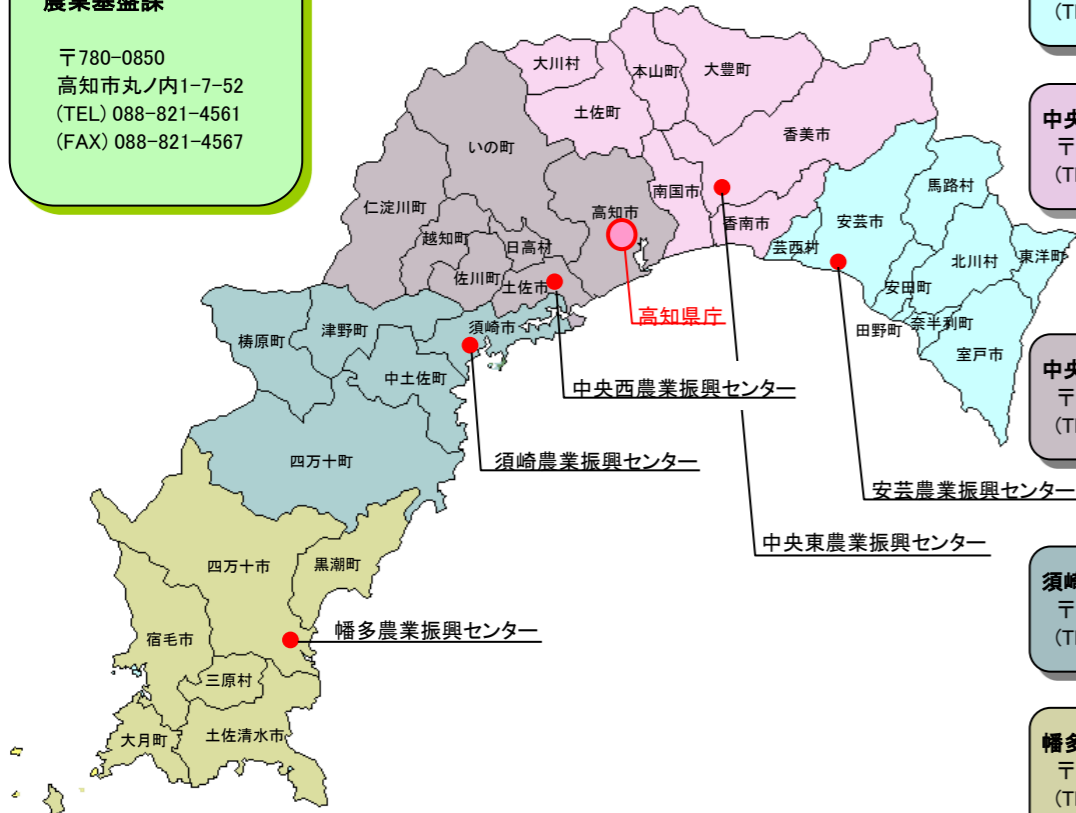 農業基盤課
〒780-0850
高知市丸ノ内1-7-52
(TEL) 088-821-4561
(FAX) 088-821-4567
大川村
本山町
大豊町
土佐町
香美市
いの町
南国市
馬路村
仁淀川町
高知市
安芸市
香南市
越知町
日高村
芸西村
北川村
東洋町
佐川町
土佐市
安田町
高知県庁
須崎市
津野町
田野町
奈半利町
梼原町
室戸市
中土佐町
中央西農業振興センター
四万十町
須崎農業振興センター
安芸農業振興センター
中央東農業振興センター
四万十市
黒潮町
幡多農業振興センター
宿毛市
三原村
大月町
土佐清水市
(T
中央
〒
(T
中央
〒
(T
須崎
〒
(T
幡多
〒
(T